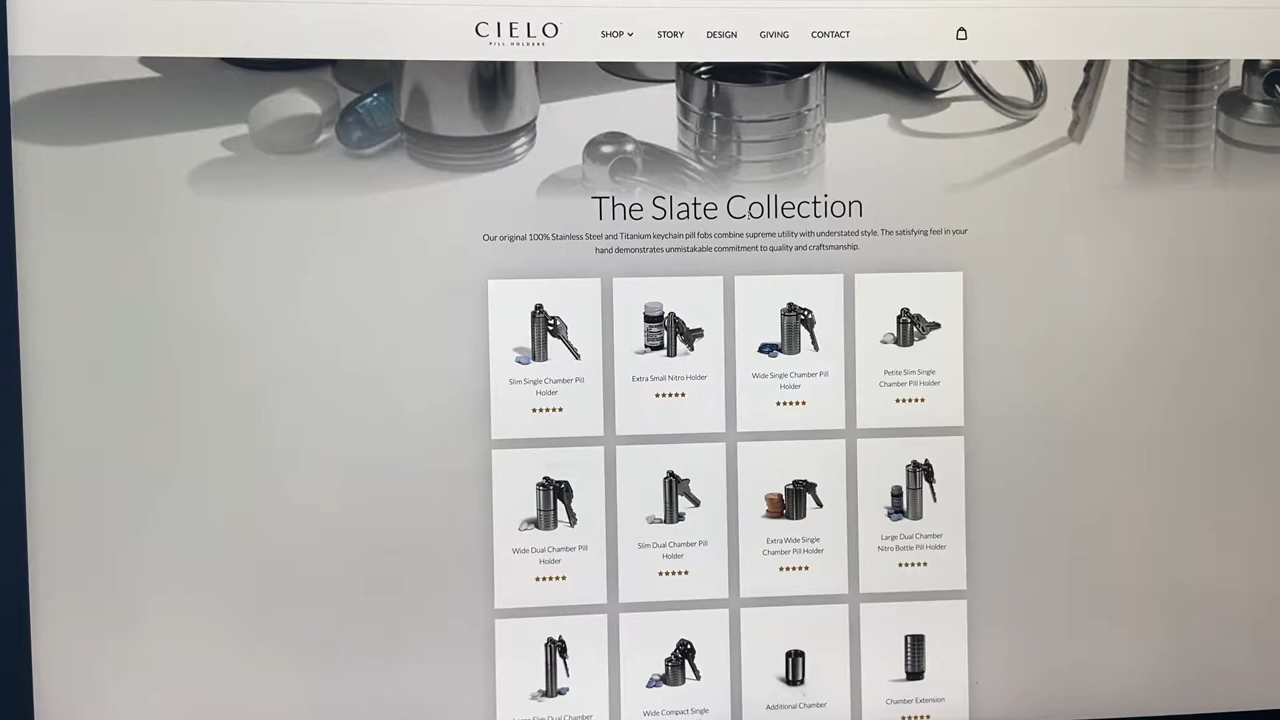 CIELO
PILL HOLDERS
SHOP
STORY
DESIGN
GIVING
CONTACT
The Slate Collection
Our original 100% Stainless Steel and Titanium keychain pill fobs combine supreme utility with understated style. The satisfying feel in your
hand demonstrates unmistakable commitment to quality and craftsmanship.
Slim Single Chamber Pill
Holder
Extra Small Nitro Holder
Wide Single Chamber Pill
Holder
Petite Slim Single
Chamber Pill Holder
Wide Dual Chamber Pill
Holder
Slim Dual Chamber Pill
Holder
Extra Wide Single
Chamber Pill Holder
Large Dual Chamber
Nitro Bottle Pill Holder
Slim Dual Chamber
Wide Compact Single
Additional Chamber
Chamber Extension